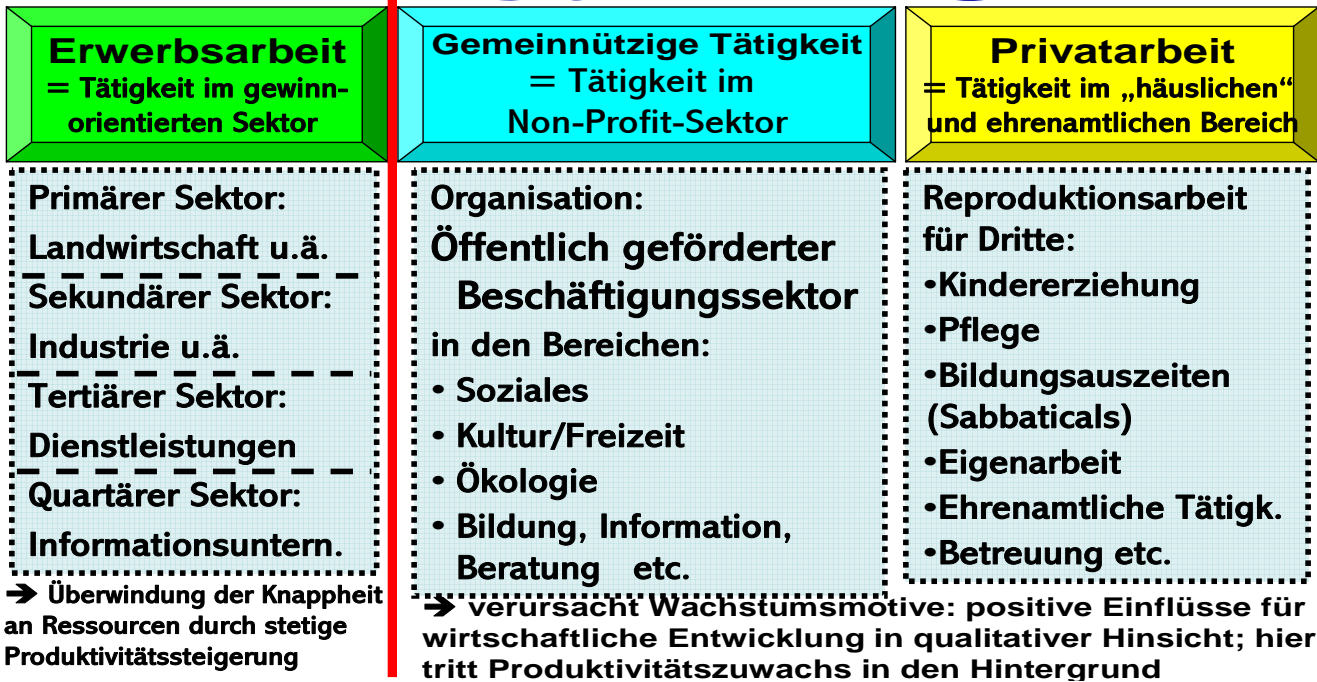 Erwerbsarbeit
= Tätigkeit im gewinn-
orientierten Sektor
Primärer Sektor:
Landwirtschaft u.ä.
Sekundärer Sektor:
Industrie u.ä.
Tertiärer Sektor:
Dienstleistungen
Quartärer Sektor:
Informationsuntern.
➔ Überwindung der Knappheit
an Ressourcen durch stetige
Produktivitätssteigerung
Gemeinnützige Tätigkeit
= Tätigkeit im
Non-Profit-Sektor
Organisation:
Öffentlich geförderter
Beschäftigungssektor
in den Bereichen:
• Soziales
• Kultur/Freizeit
• Ökologie
• Bildung, Information,
Beratung etc.
Privatarbeit
= Tätigkeit im „häuslichen“
und ehrenamtlichen Bereich
Reproduktionsarbeit
für Dritte:
•Kindererziehung
•Pflege
•Bildungsauszeiten
(Sabbaticals)
•Eigenarbeit
•Ehrenamtliche Tätigk.
•Betreuung etc.
➔ verursacht Wachstumsmotive: positive Einflüsse für
wirtschaftliche Entwicklung in qualitativer Hinsicht; hier
tritt Produktivitätszuwachs in den Hintergrund